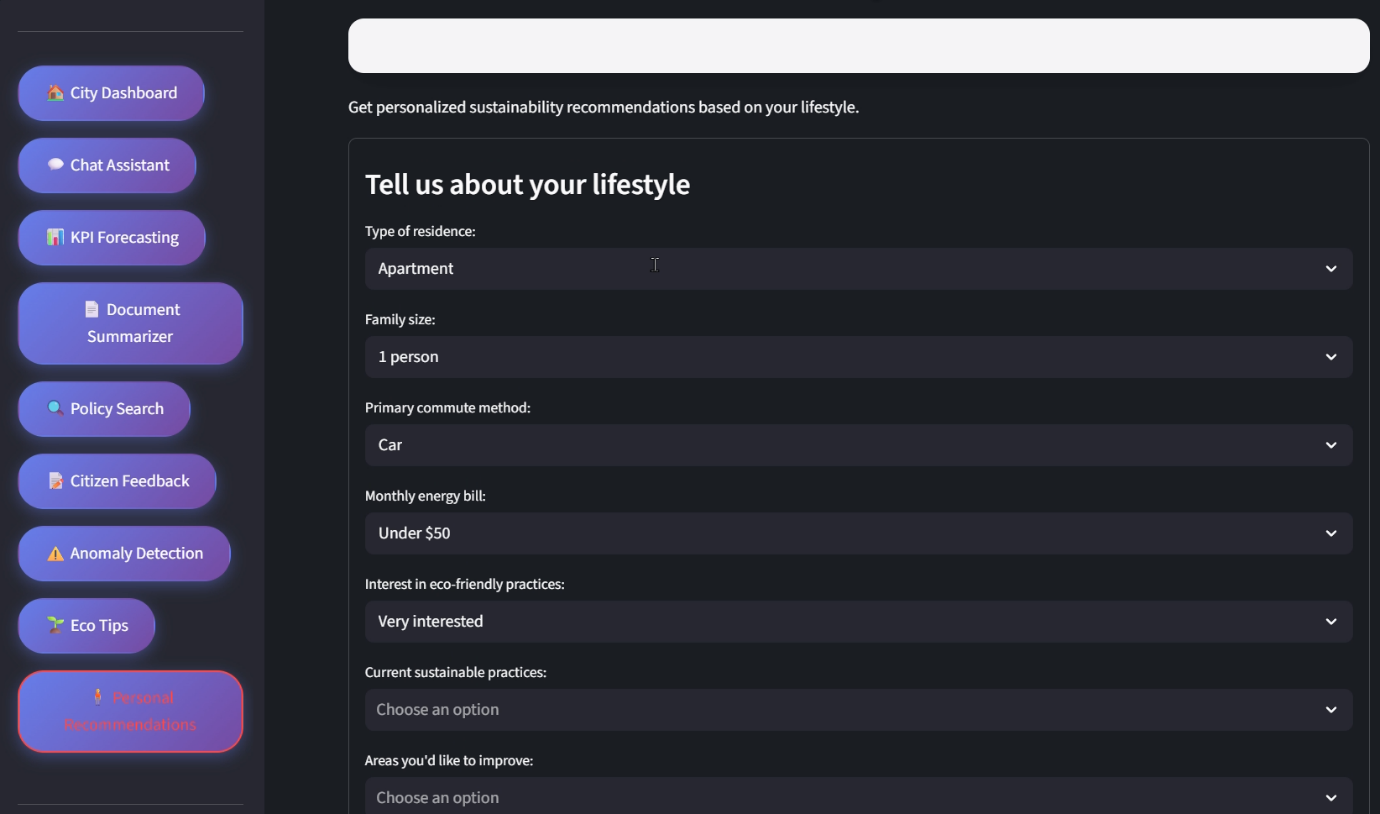 City Dashboard
Chat Assistant
KPI Forecasting
Document
Summarizer
Policy Search
Citizen Feedback
Anomaly Detection
Eco Tips
Personal
Recommendations
Get personalized sustainability recommendations based on your lifestyle.
Tell us about your lifestyle
Type of residence:
Apartment
Family size:
1 person
Primary commute method:
Car
Monthly energy bill:
Under $50
Interest in eco-friendly practices:
Very interested
Current sustainable practices:
Choose an option
Areas you'd like to improve:
Choose an option